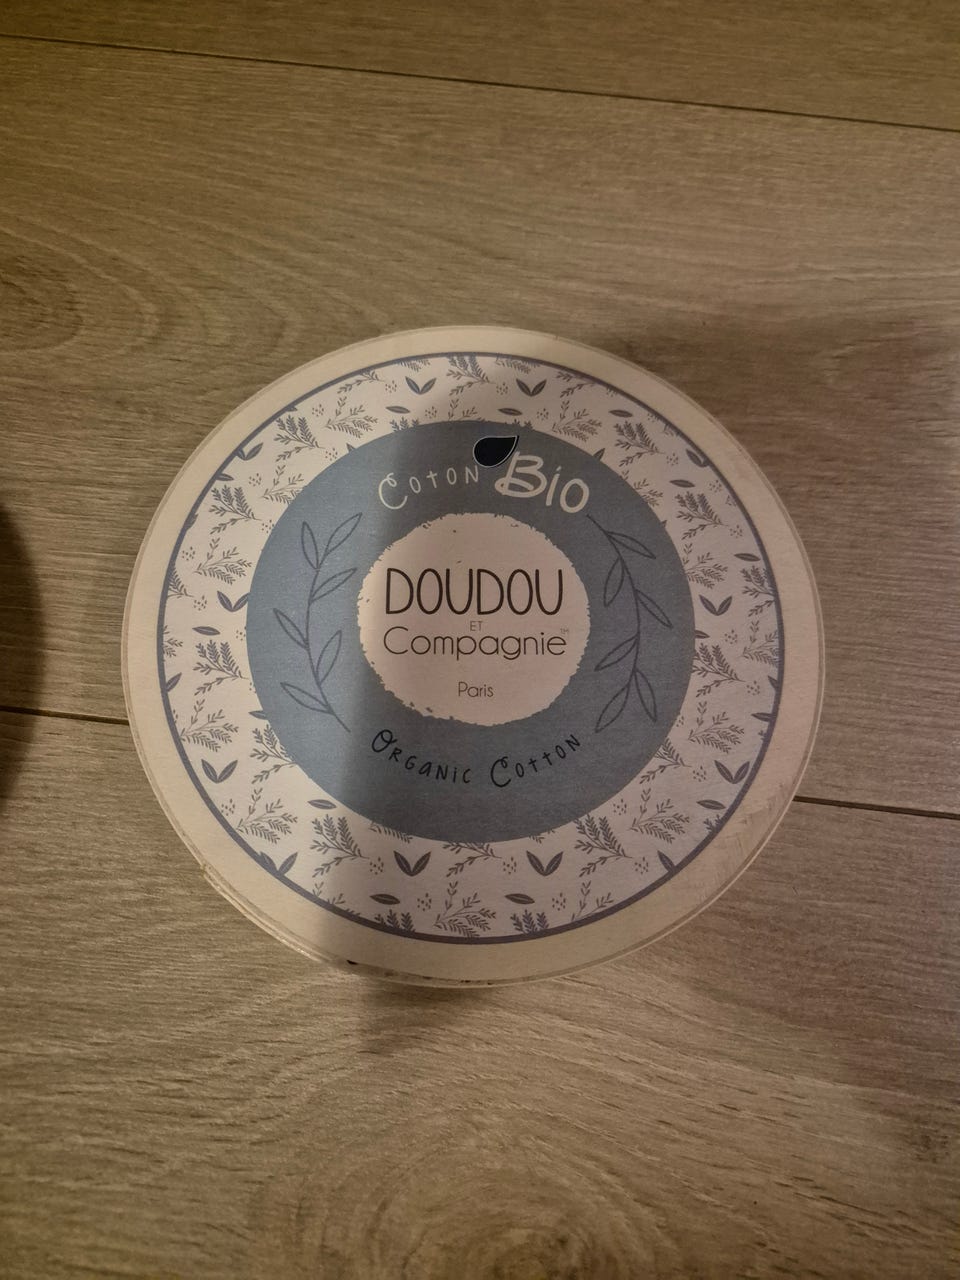 Coton Bio
DOUDOU
ET
Compagnie™
Paris
Organic Cotton